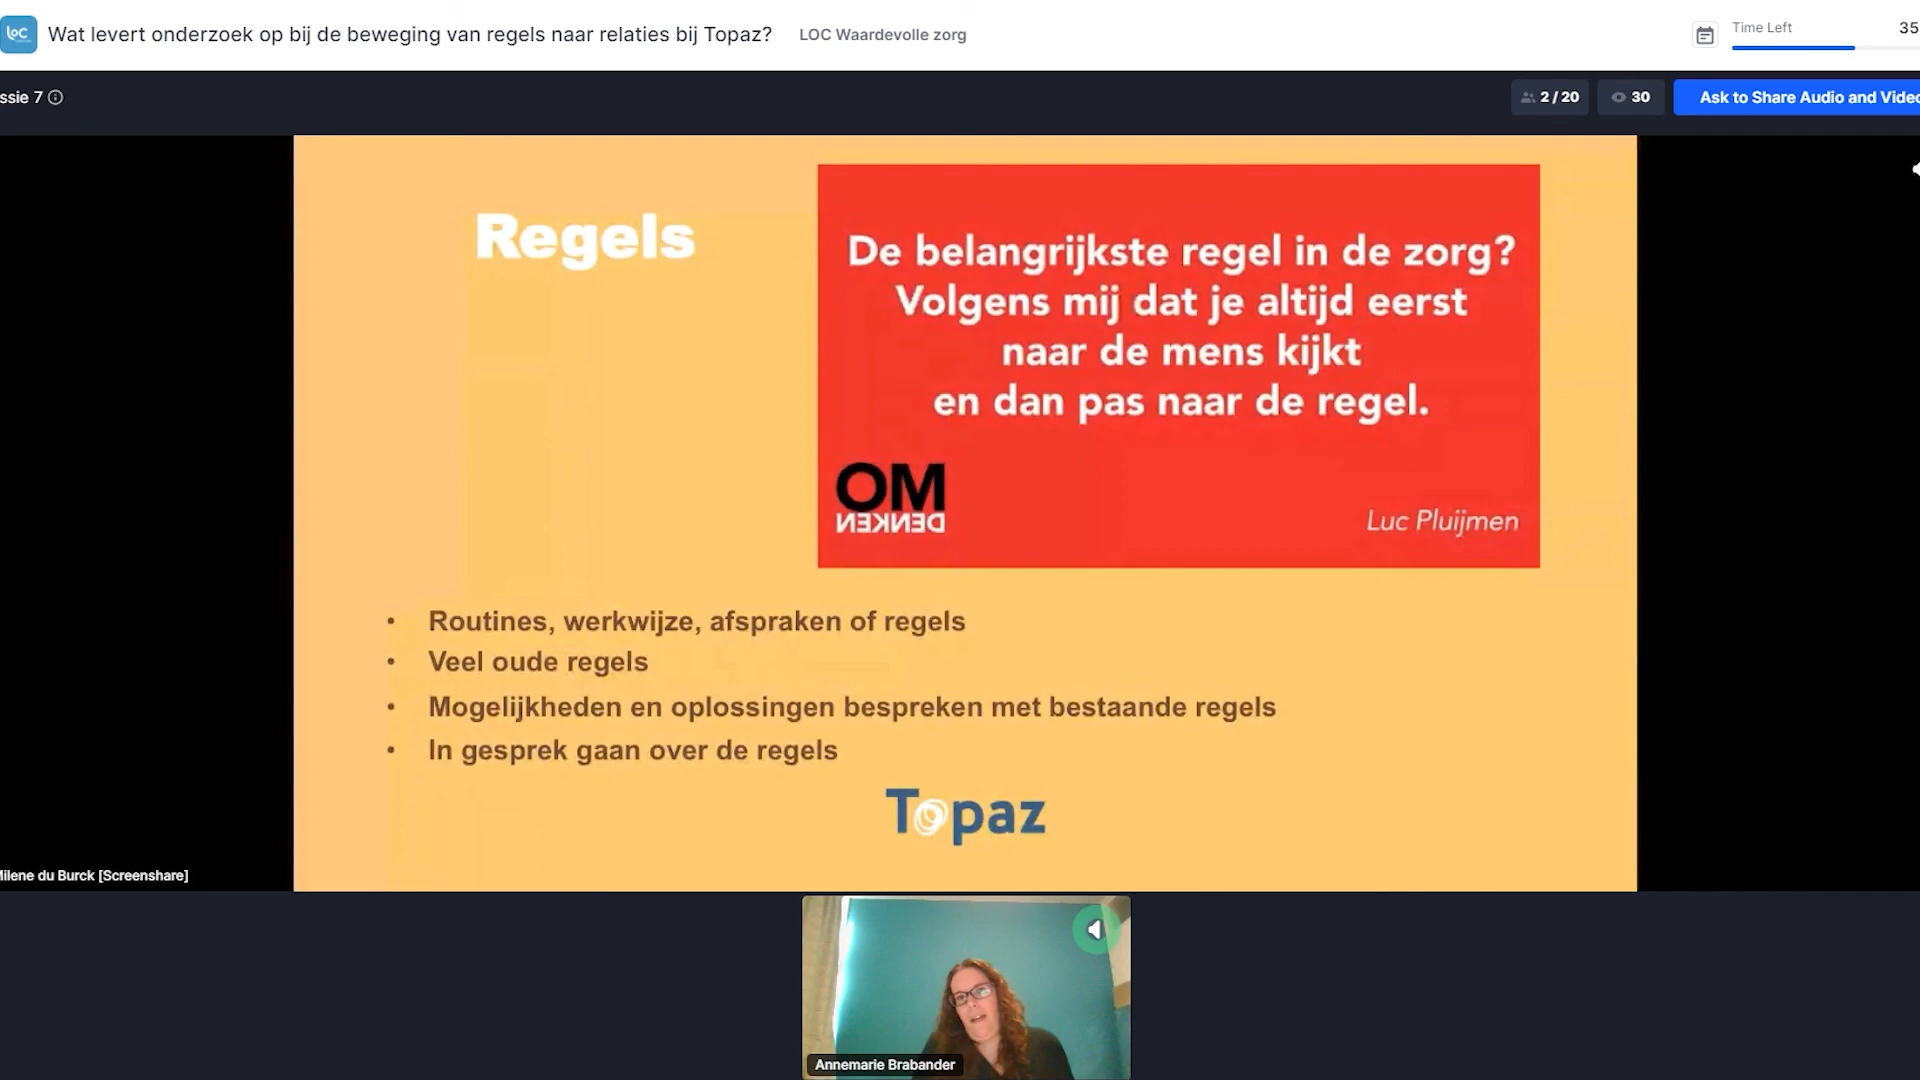 LOC
Wat levert onderzoek op bij de beweging van regels naar relaties bij Topaz?
LOC Waardevolle zorg
Time Left
35
ssie 7
2 / 20
30
Ask to Share Audio and Video
Regels
De belangrijkste regel in de zorg?
Volgens mij dat je altijd eerst
naar de mens kijkt
en dan pas naar de regel.
OM
DENKEN
Luc Pluijmen
• Routines, werkwijze, afspraken of regels
• Veel oude regels
• Mogelijkheden en oplossingen bespreken met bestaande regels
• In gesprek gaan over de regels
Topaz
Milene du Burck [Screenshare]
Annemarie Brabander